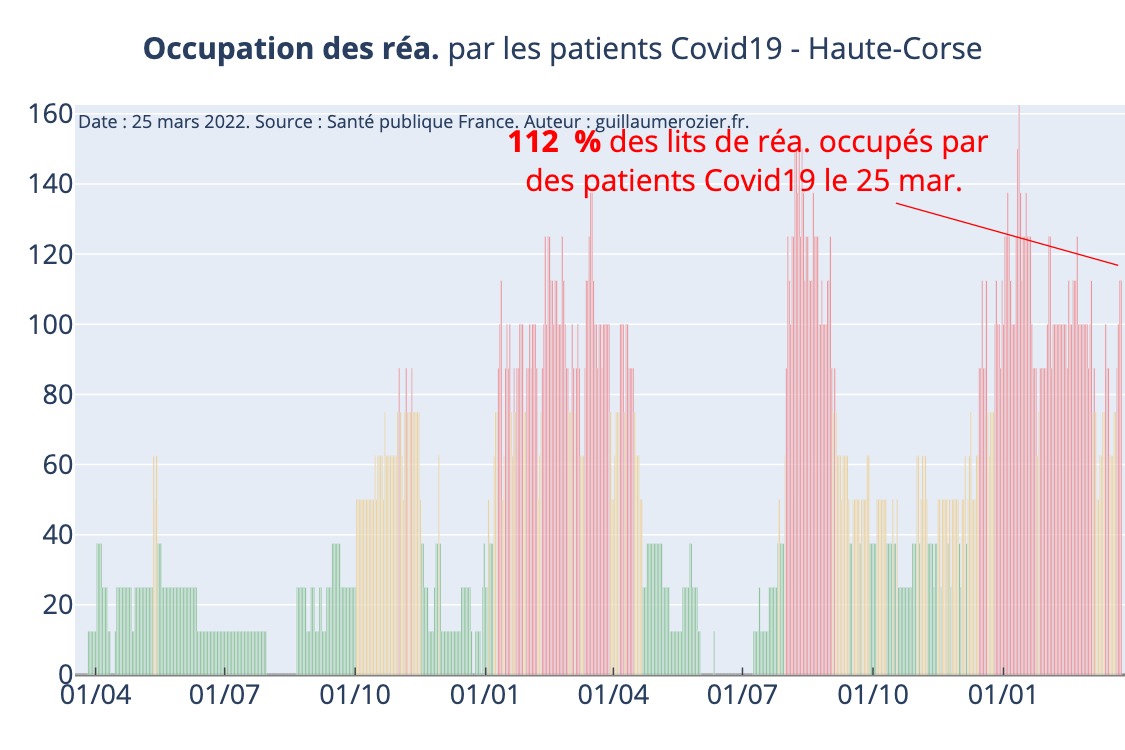 Occupation des réa. par les patients Covid19 - Haute-Corse
160
Date : 25 mars 2022. Source : Santé publique France. Auteur : guillaumerozier.fr.
112  % des lits de réa. occupés par
des patients Covid19 le 25 mar.
140
120
100
80
60
40
20
0
01/04 01/07 01/10 01/01 01/04 01/07 01/10 01/01